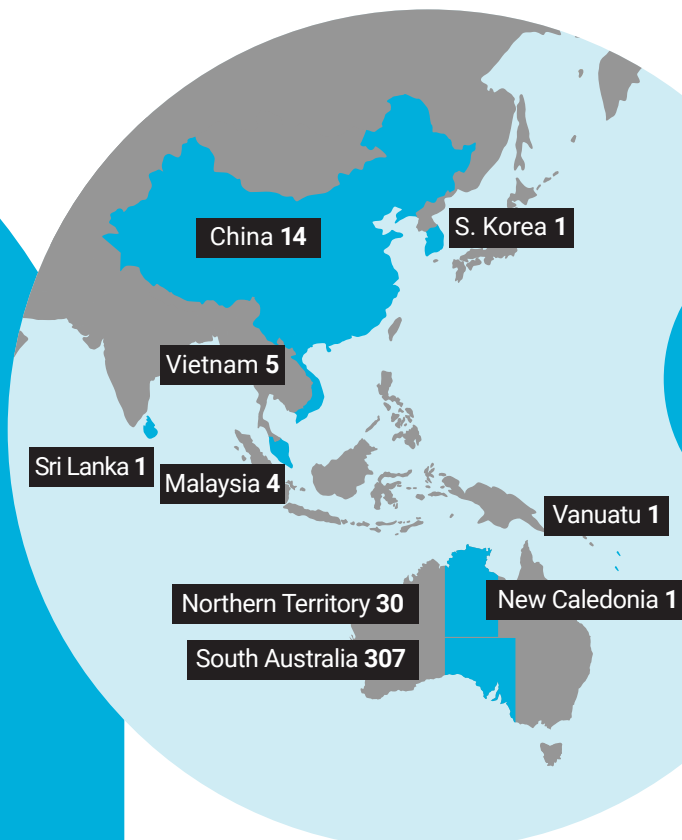 China 14
S. Korea 1
Vietnam 5
Sri Lanka 1
Malaysia 4
Vanuatu 1
Northern Territory 30
New Caledonia 1
South Australia 307